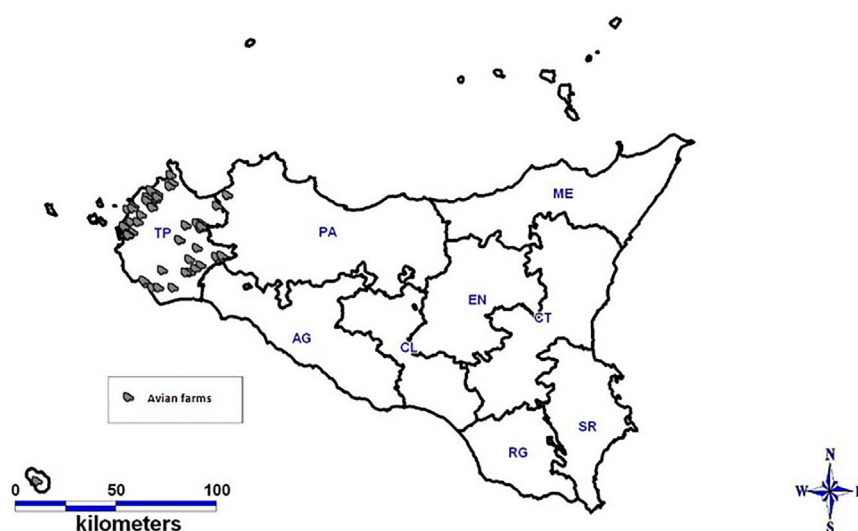 ME
TP
PA
EN
CT
AG
CL
SR
RG
Avian farms
0 50 100
kilometers
N
W E
S